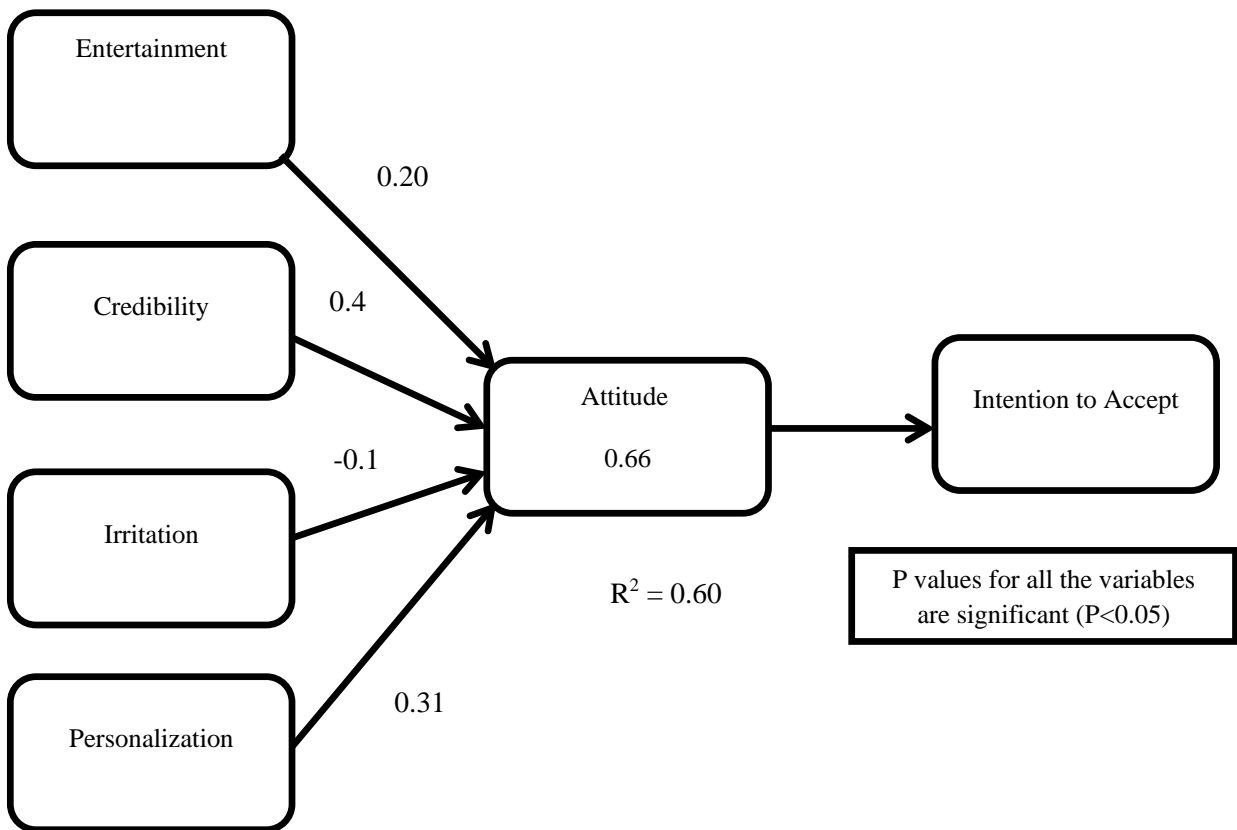 Entertainment
0.20
Credibility
0.4
Attitude
0.66
Intention to Accept
-0.1
Irritation
R² = 0.60
P values for all the variables
are significant (P<0.05)
0.31
Personalization